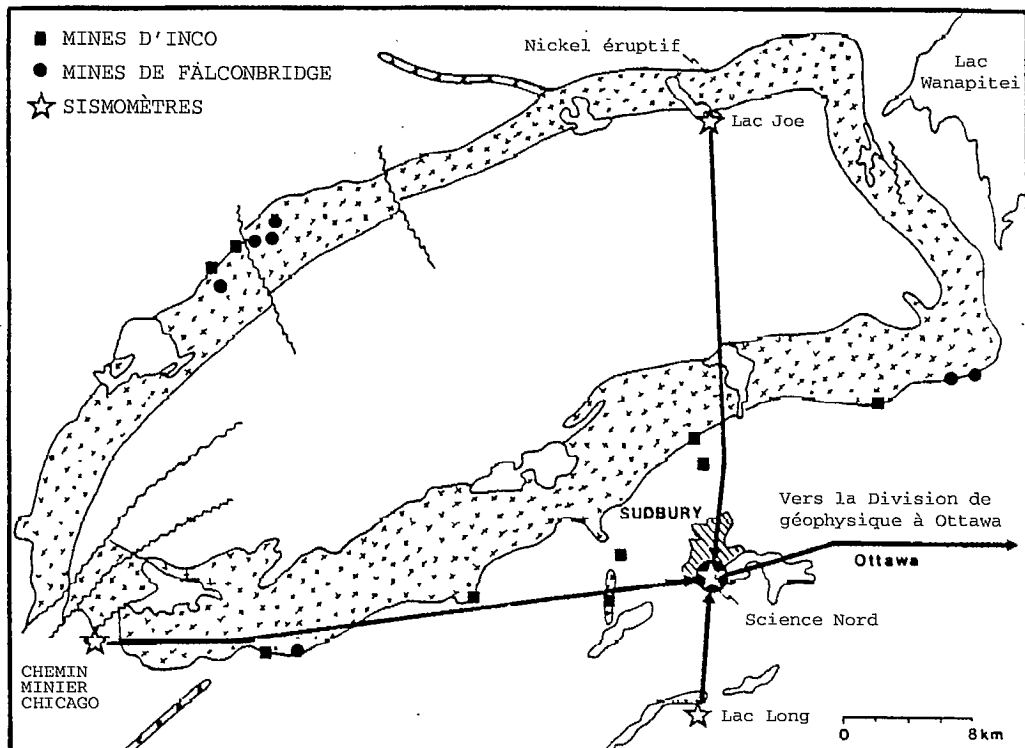 MINES D'INCO
MINES DE FALCONBRIDGE
SISMOMÈTRES
Nickel éruptif
Lac
Wanapitei
Lac Joe
SUDBURY
Vers la Division de
géophysique à Ottawa
Ottawa
Science Nord
CHEMIN
MINIER
CHICAGO
Lac Long
0 8 km